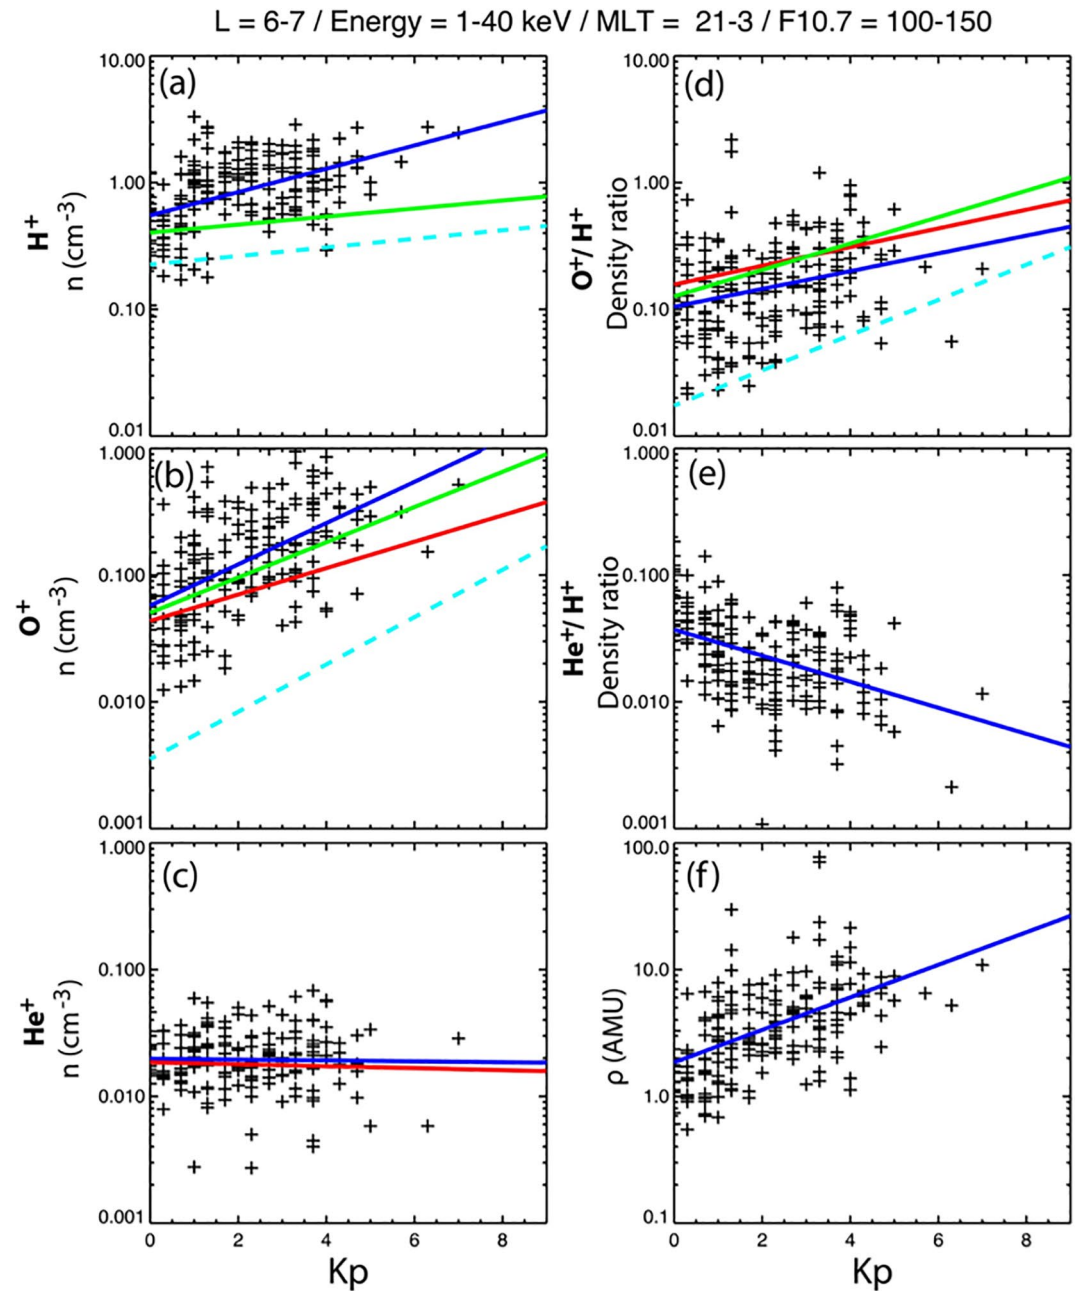 L = 6-7 / Energy = 1-40 keV / MLT = 21-3 / F10.7 = 100-150
(a)
10.00
1.00
0.10
0.01
H+
n (cm-3)
(d)
10.00
1.00
0.10
0.01
O+/ H+
Density ratio
(b)
1.000
0.100
0.010
0.001
O+
n (cm-3)
(e)
1.000
0.100
0.010
0.001
He+/ H+
Density ratio
(c)
1.000
0.100
0.010
0.001
He+
n (cm-3)
0 2 4 6 8
Kp
(f)
100.0
10.0
1.0
0.1
ρ (AMU)
0 2 4 6 8
Kp